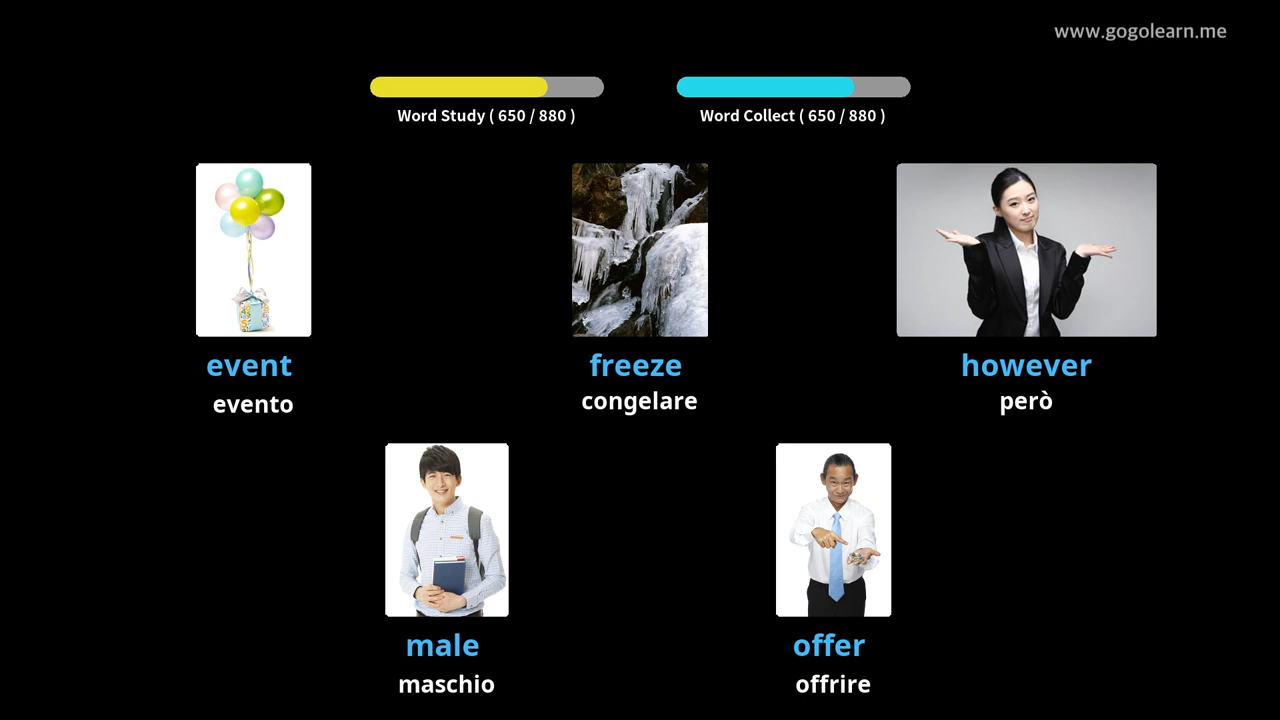 www.gogolearn.me
Word Study ( 650 / 880 )
Word Collect ( 650 / 880 )
event
evento
freeze
congelare
however
però
male
maschio
offer
offrire